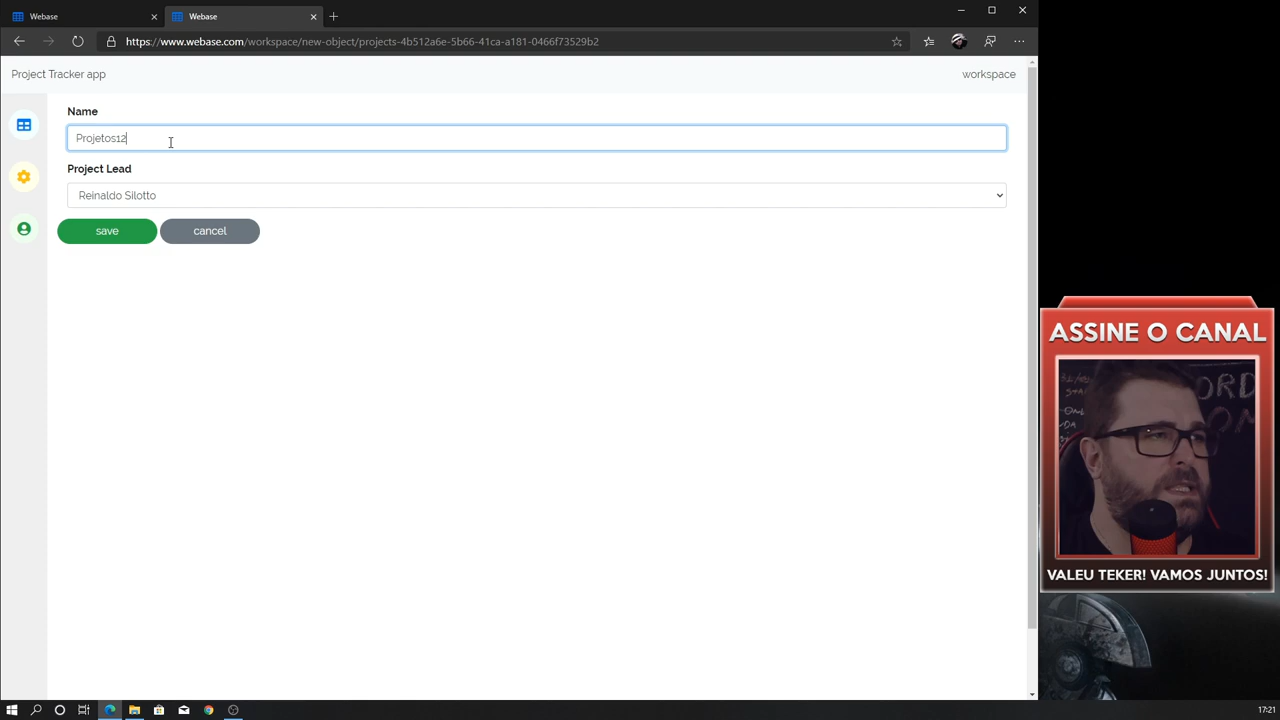 Webase
Webase
https://www.webase.com/workspace/new-object/projects-4b512a6e-5b66-41ca-a181-0466f73529b2
Project Tracker app
workspace
Name
Projetos12
Project Lead
Reinaldo Silotto
save
cancel
ASSINE O CANAL
VALEU TEKER! VAMOS JUNTOS!
17:21